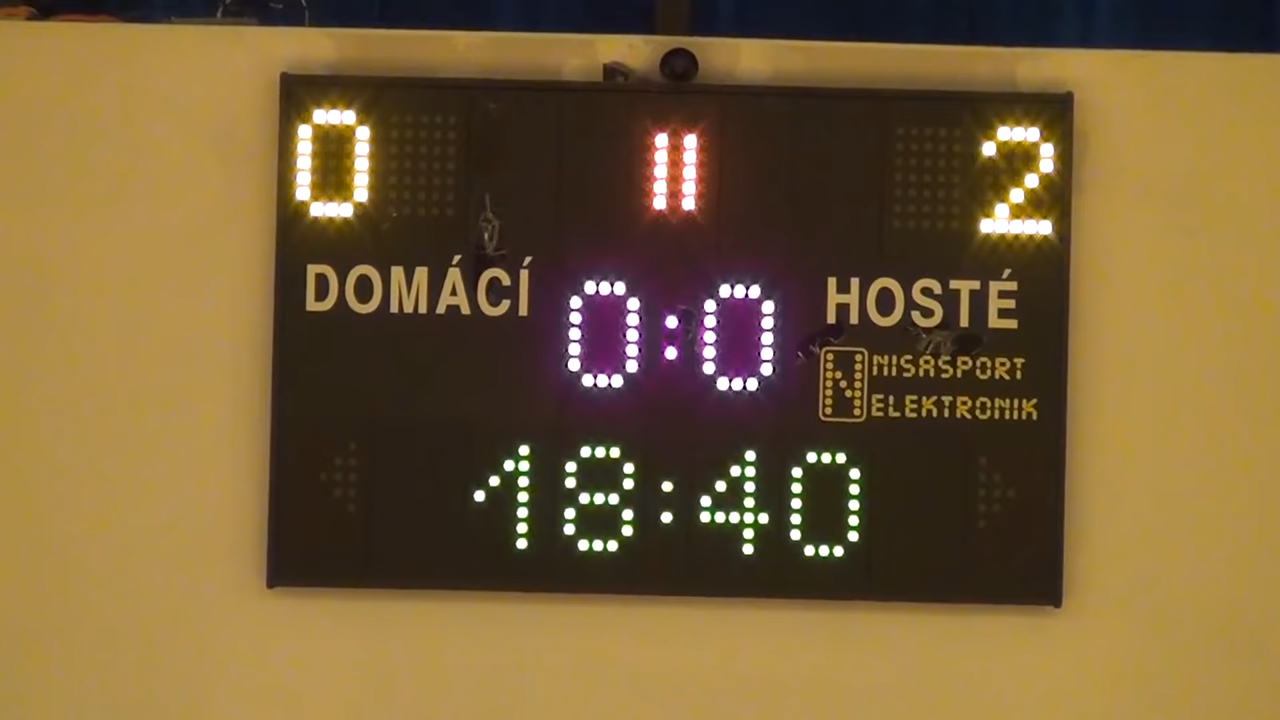 0 II 2
DOMÁCÍ 0:0 HOSTÉ
N NISASPORT
ELEKTRONIK
18:40